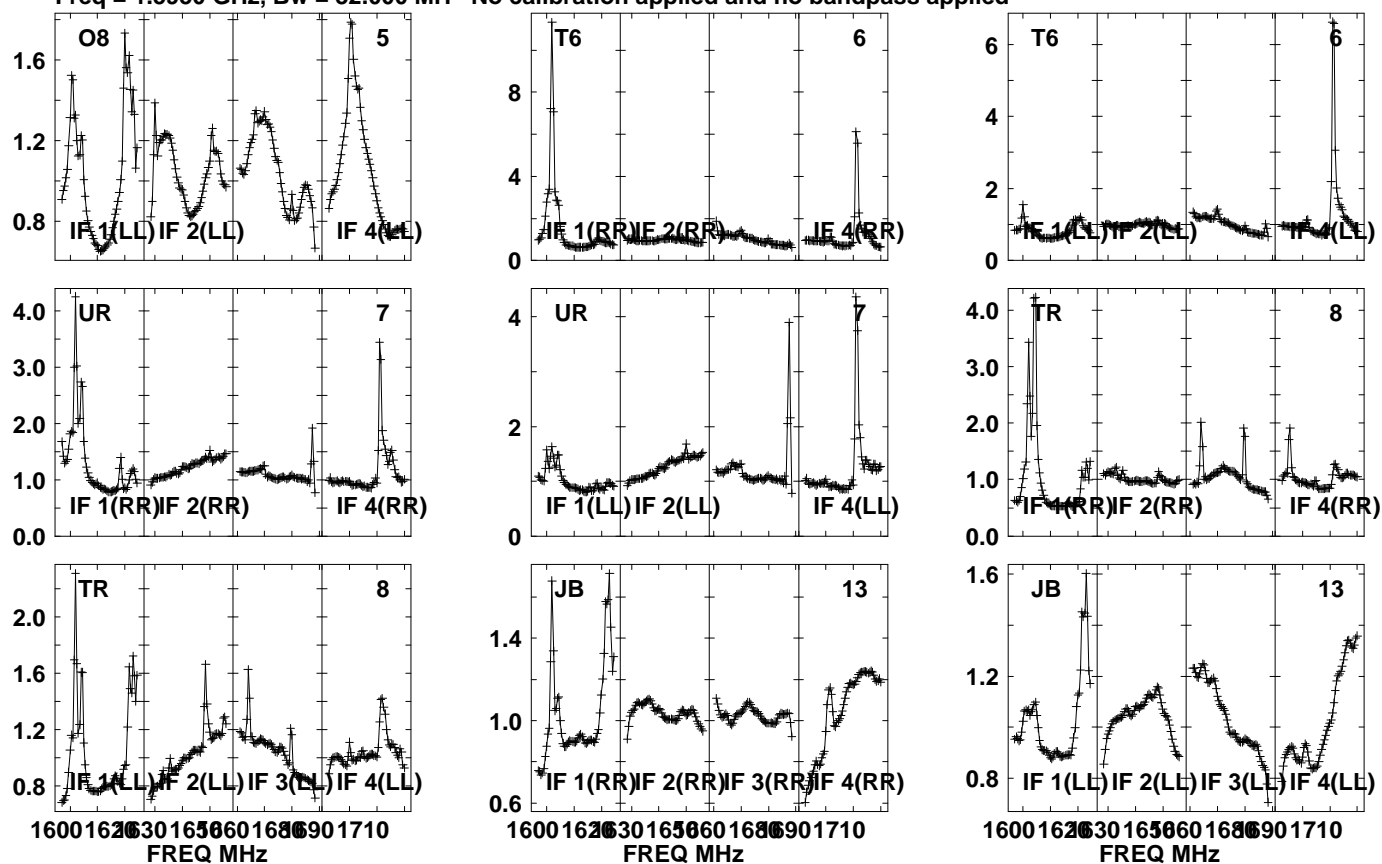 No calibration applied and no bandpass applied
O8 5 T6 6 T6 6
1.6 8 6
1.2 4 4
0.8 0 2
0
IF 1(LL) IF 2(LL) IF 4(LL) IF 1(RR) IF 2(RR) IF 4(RR) IF 1(LL) IF 2(LL) IF 4(LL)
UR 7 UR 7 TR 8
4.0 4 4.0
3.0 2 3.0
2.0 0 2.0
1.0 1.0
0.0 0.0
IF 1(RR) IF 2(RR) IF 4(RR) IF 1(LL) IF 2(LL) IF 4(LL) IF 1(RR) IF 2(RR) IF 4(RR)
TR 8 JB 13 JB 13
2.0 1.4 1.6
1.6 1.0 1.2
1.2 0.6 0.8
0.8
IF 1(LL) IF 2(LL) IF 3(LL) IF 4(LL) IF 1(RR) IF 2(RR) IF 3(RR) IF 4(RR) IF 1(LL) IF 2(LL) IF 3(LL) IF 4(LL)
1600 1710 1600 1710 1600 1710
FREQ MHz FREQ MHz FREQ MHz